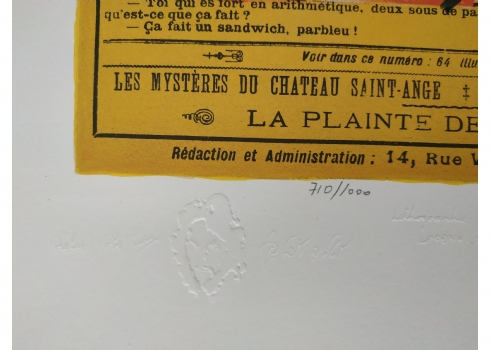 — Toi qui es fort en arithmétique, deux sous de pa
qu'est-ce que ça fait ?
— Ça fait un sandwich, parbleu !
Voir dans ce numéro : 64 illu
LES MYSTÈRES DU CHATEAU SAINT-ANGE ‡
LA PLAINTE DE
Rédaction et Administration : 14, Rue V
710/1000